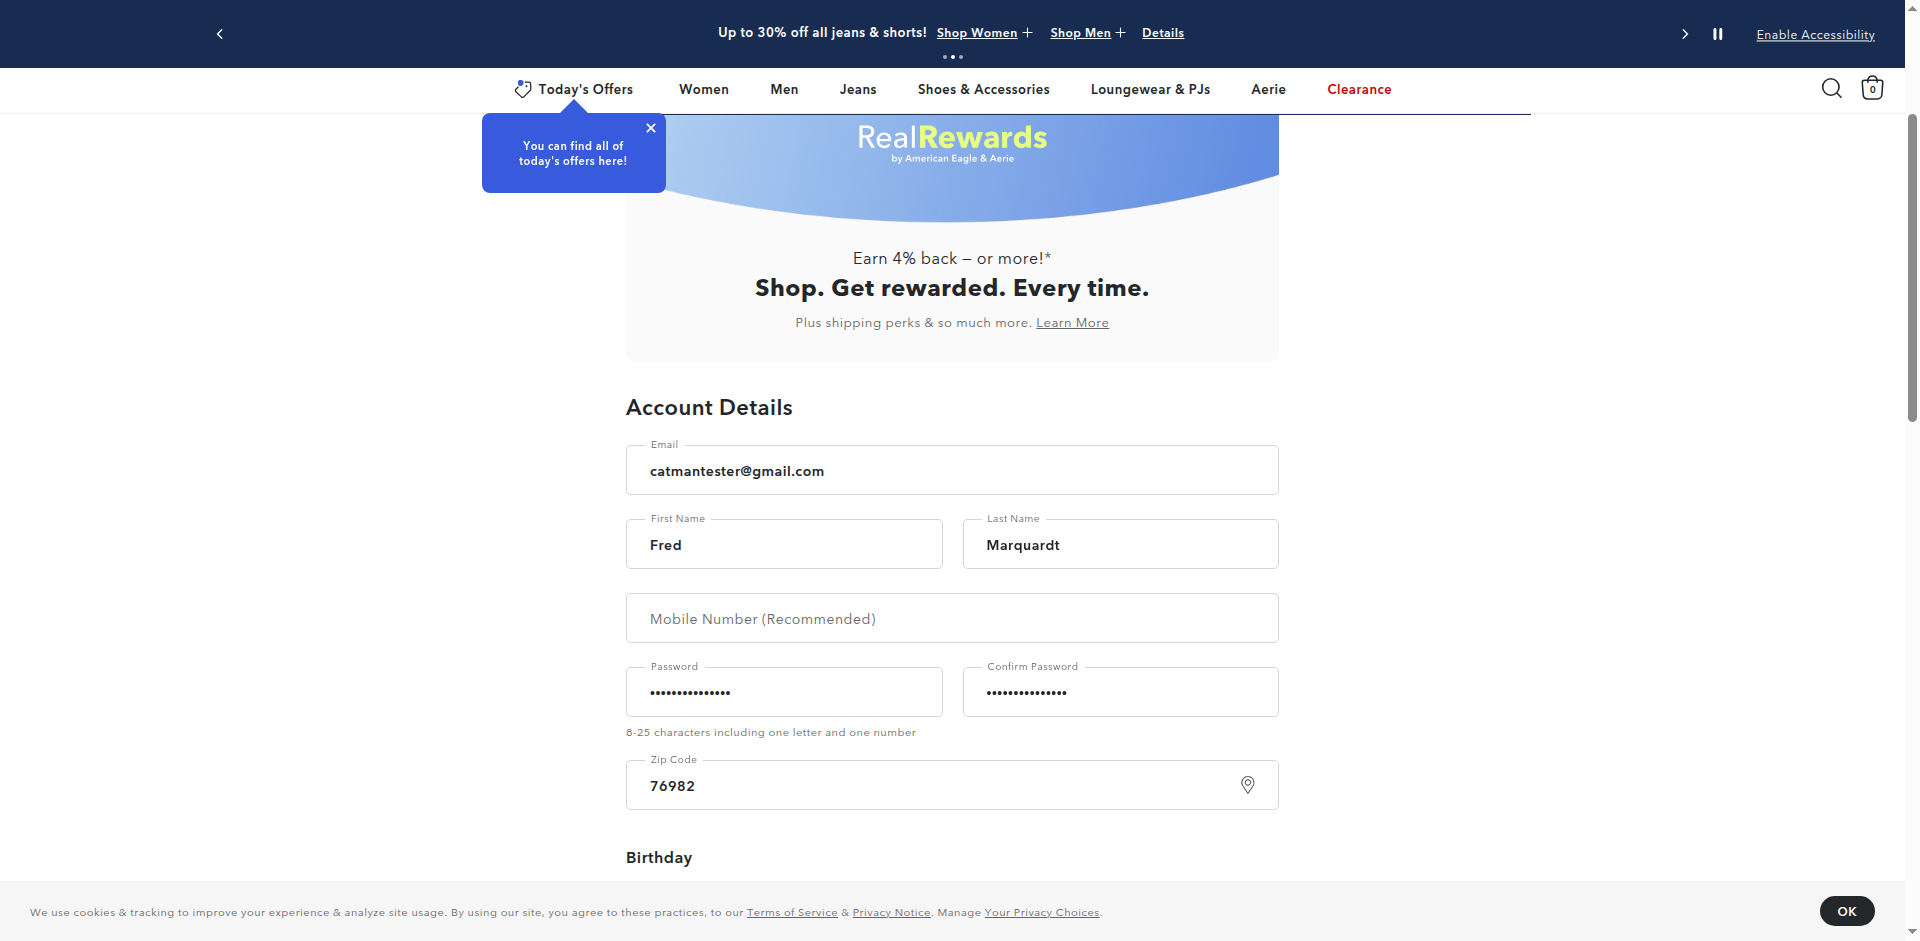 Up to 30% off all jeans & shorts! Shop Women + Shop Men + Details
Enable Accessibility
Today's Offers Women Men Jeans Shoes & Accessories Loungewear & PJs Aerie Clearance
0
You can find all of
today's offers here!
RealRewards
by American Eagle & Aerie
Earn 4% back – or more!*
Shop. Get rewarded. Every time.
Plus shipping perks & so much more. Learn More
Account Details
Email
catmantester@gmail.com
First Name Last Name
Fred Marquardt
Mobile Number (Recommended)
Password Confirm Password
•••••••••••••••  •••••••••••••••
8-25 characters including one letter and one number
Zip Code
76982
Birthday
We use cookies & tracking to improve your experience & analyze site usage. By using our site, you agree to these practices, to our Terms of Service & Privacy Notice. Manage Your Privacy Choices.
OK